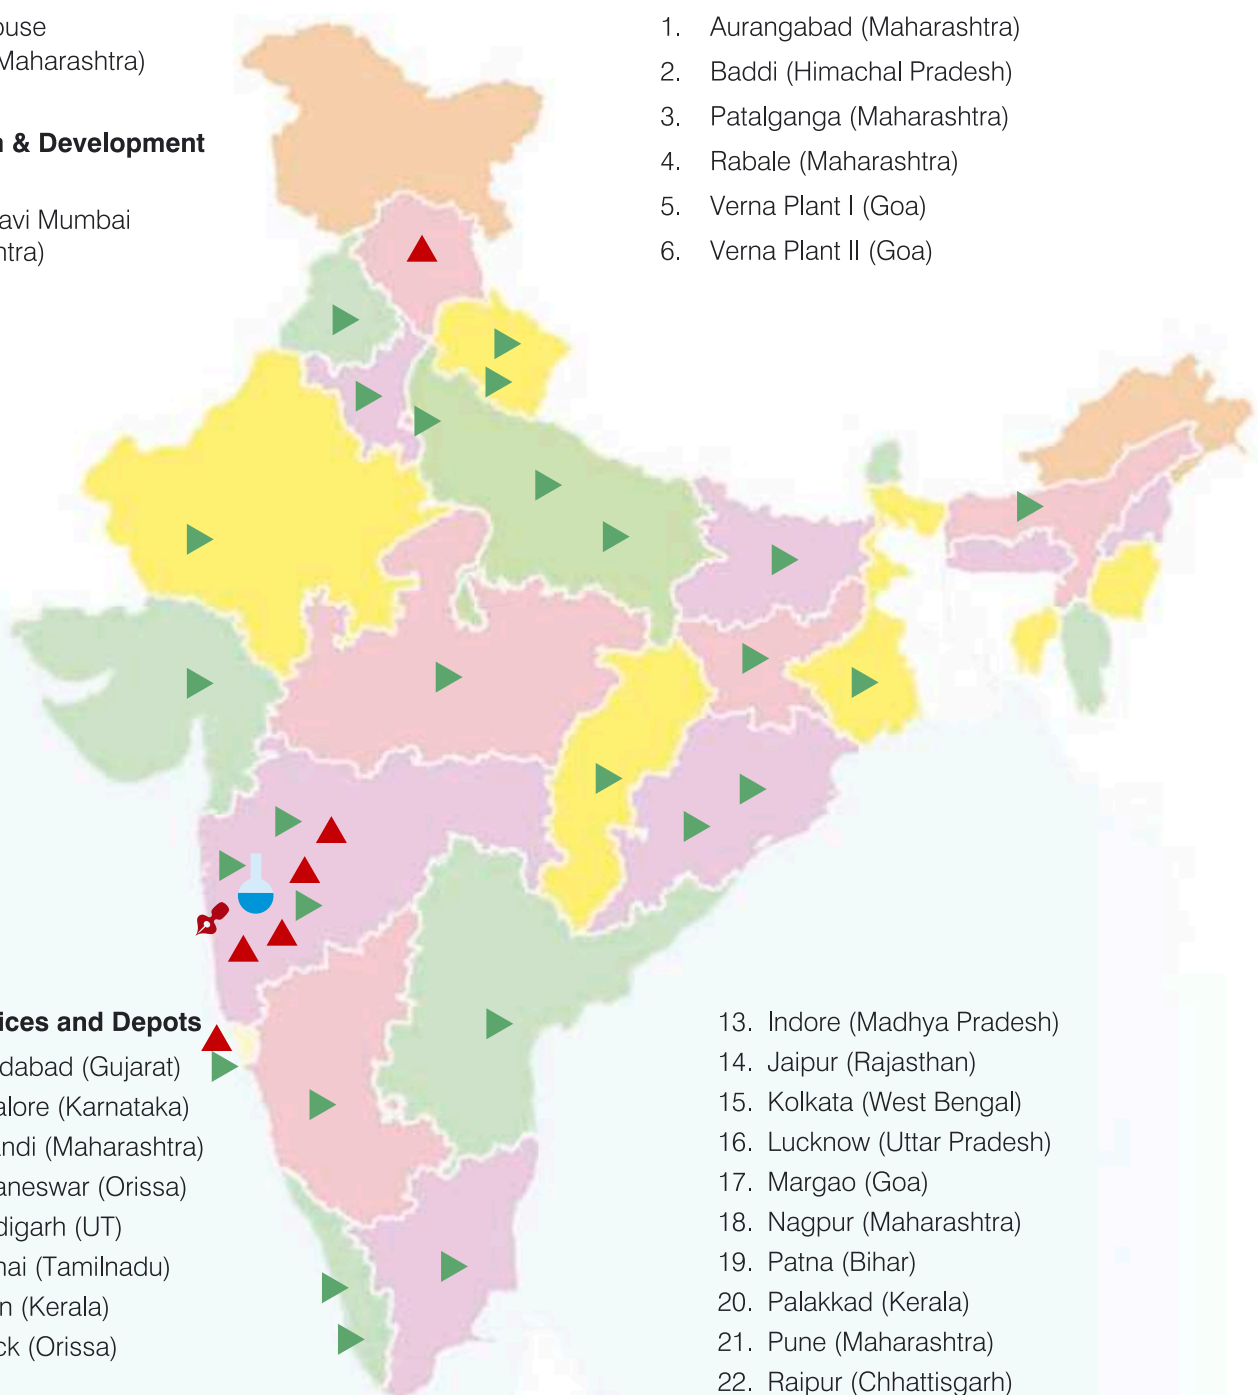 ouse
Maharashtra)
& Development
avi Mumbai
ntra)
1. Aurangabad (Maharashtra)
2. Baddi (Himachal Pradesh)
3. Patalganga (Maharashtra)
4. Rabale (Maharashtra)
5. Verna Plant I (Goa)
6. Verna Plant II (Goa)
ices and Depots
dabad (Gujarat)
alore (Karnataka)
andi (Maharashtra)
aneswar (Orissa)
digarh (UT)
nai (Tamilnadu)
n (Kerala)
ck (Orissa)
13. Indore (Madhya Pradesh)
14. Jaipur (Rajasthan)
15. Kolkata (West Bengal)
16. Lucknow (Uttar Pradesh)
17. Margao (Goa)
18. Nagpur (Maharashtra)
19. Patna (Bihar)
20. Palakkad (Kerala)
21. Pune (Maharashtra)
22. Raipur (Chhattisgarh)